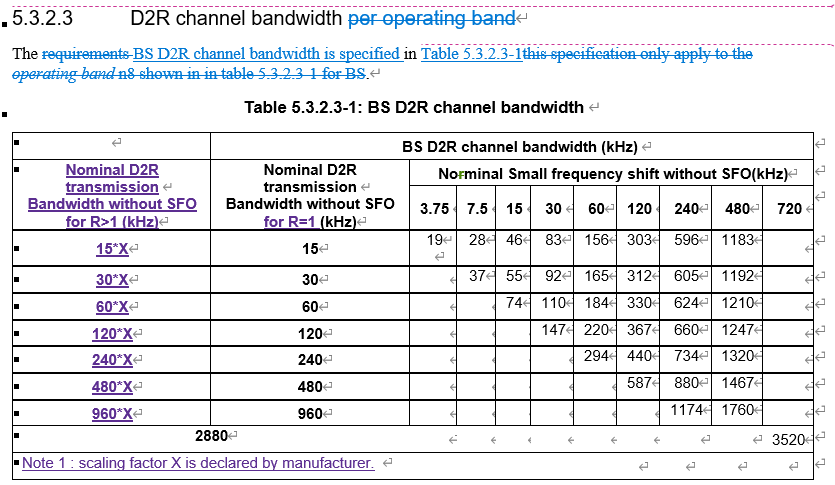 5.3.2.3 D2R channel bandwidth per operating band
The requirements BS D2R channel bandwidth is specified in Table 5.3.2.3-1this specification only apply to the
operating band n8 shown in in table 5.3.2.3-1 for BS.
Table 5.3.2.3-1: BS D2R channel bandwidth
BS D2R channel bandwidth (kHz)
Nominal D2R transmission Bandwidth without SFO for R>1 (kHz) Nominal D2R transmission Bandwidth without SFO for R=1 (kHz) Norminal Small frequency shift without SFO(kHz)
3.75 7.5 15 30 60 120 240 480 720
15*X 15 19 28 46 83 156 303 596 1183
30*X 30 37 55 92 165 312 605 1192
60*X 60 74 110 184 330 624 1210
120*X 120 147 220 367 660 1247
240*X 240 294 440 734 1320
480*X 480 587 880 1467
960*X 960 1174 1760
2880 3520
Note 1 : scaling factor X is declared by manufacturer.